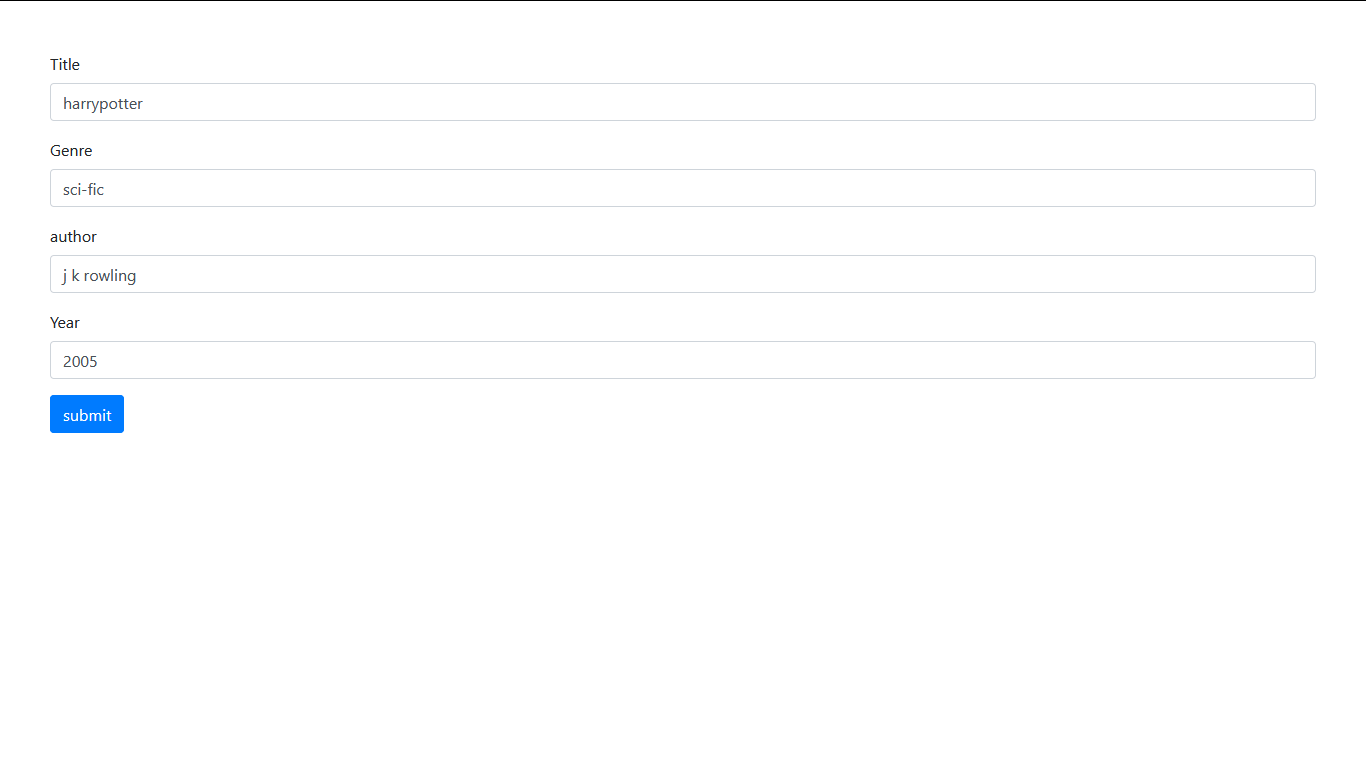 Title
harrypotter
Genre
sci-fic
author
j k rowling
Year
2005
submit